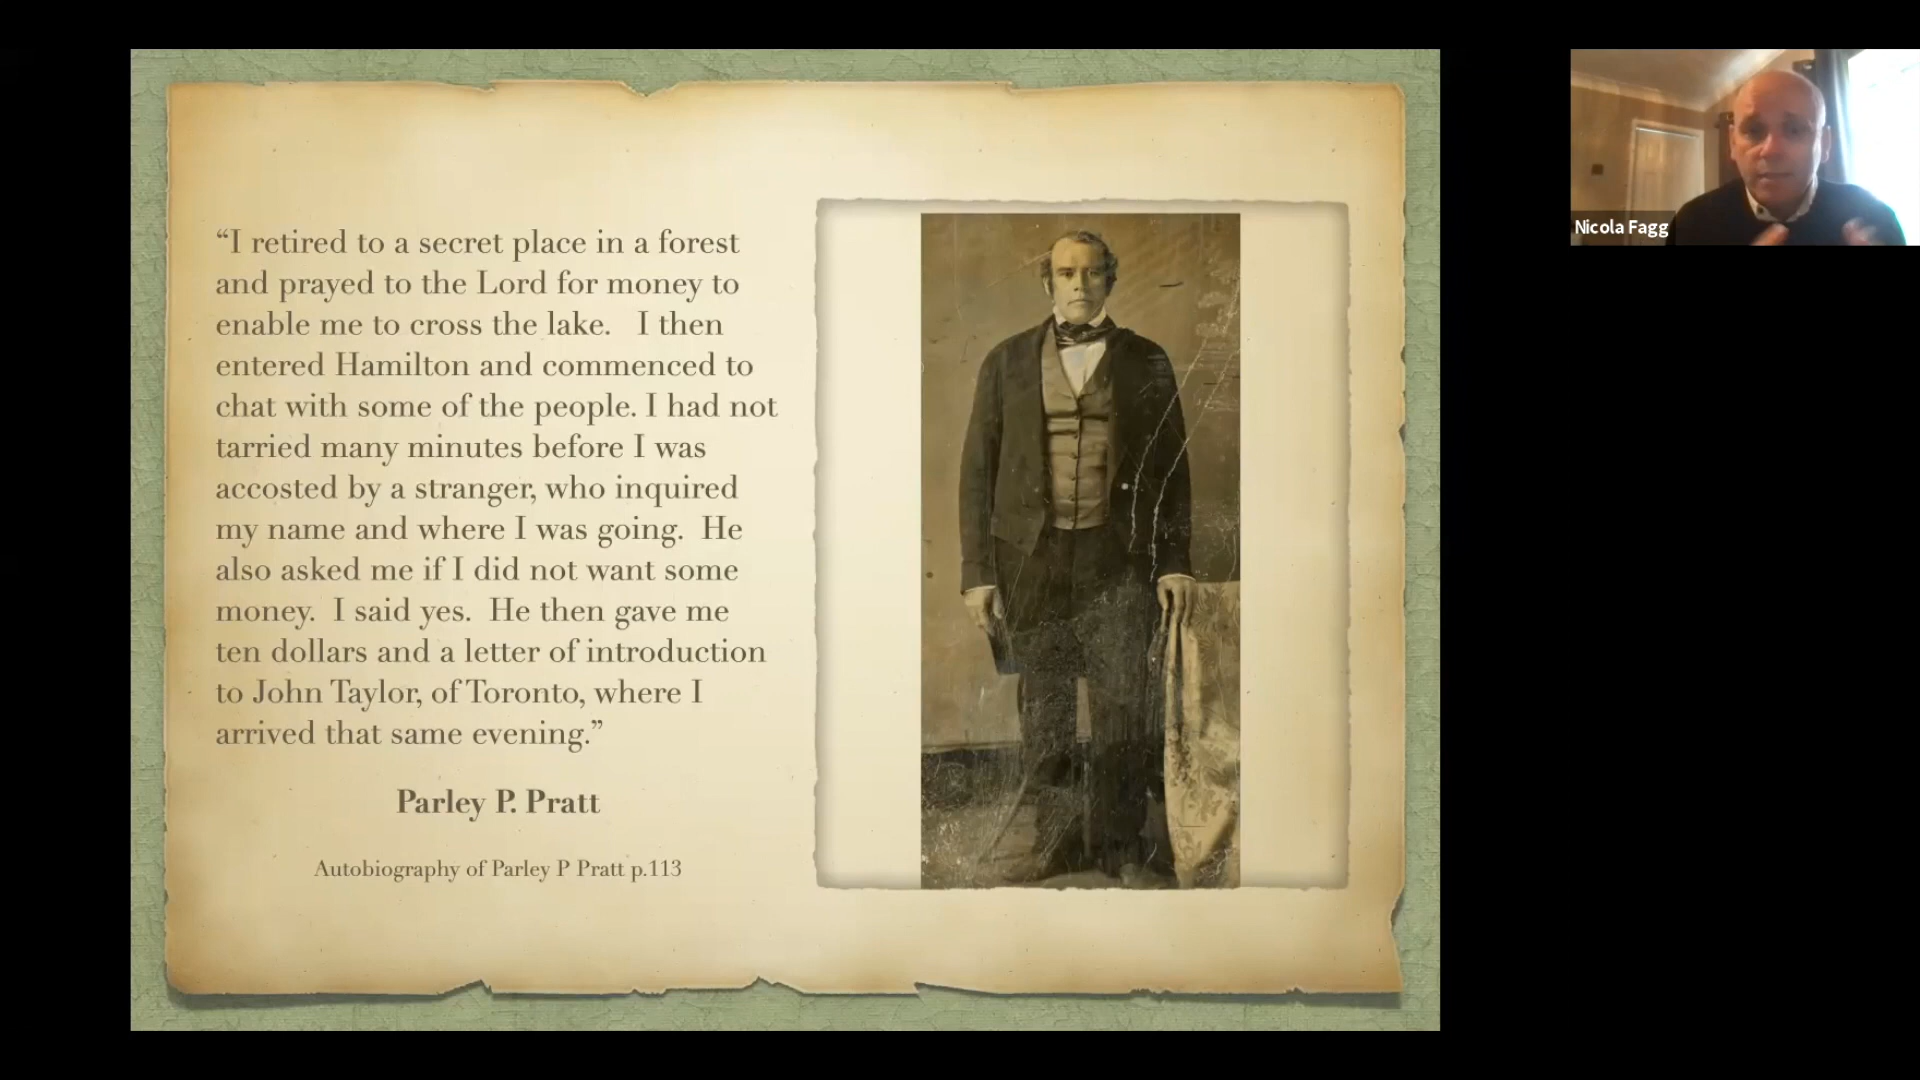 “I retired to a secret place in a forest
and prayed to the Lord for money to
enable me to cross the lake.   I then
entered Hamilton and commenced to
chat with some of the people. I had not
tarried many minutes before I was
accosted by a stranger, who inquired
my name and where I was going.  He
also asked me if I did not want some
money.  I said yes.  He then gave me
ten dollars and a letter of introduction
to John Taylor, of Toronto, where I
arrived that same evening.”
Parley P. Pratt
Autobiography of Parley P Pratt p.113
Nicola Fagg